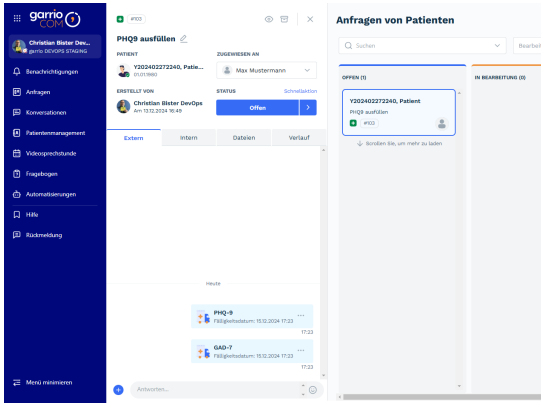 garrio
COM
Christian Bister Dev...
garrio DEVOPS STAGING
Benachrichtigungen
Anfragen
Konversationen
Patientenmanagement
Videosprechstunde
Fragebogen
Automatisierungen
Hilfe
Rückmeldung
Menü minimieren
#103
PHQ9 ausfüllen
PATIENT
Y202402272240, Patie...
01.01.1960
ZUGEWIESEN AN
Max Mustermann
ERSTELLT VON
Christian Bister DevOps
Am 13.12.2024 16:49
STATUS
Schnellaktion
Offen
Extern
Intern
Dateien
Verlauf
Heute
PHQ-9
Fälligkeitsdatum: 15.12.2024 17:23
17:23
GAD-7
Fälligkeitsdatum: 15.12.2024 17:23
17:23
Antworten...
Anfragen von Patienten
Suchen
Bearbei
OFFEN (1)
Y202402272240, Patient
PHQ9 ausfüllen
#103
Scrollen Sie, um mehr zu laden
IN BEARBEITUNG (0)